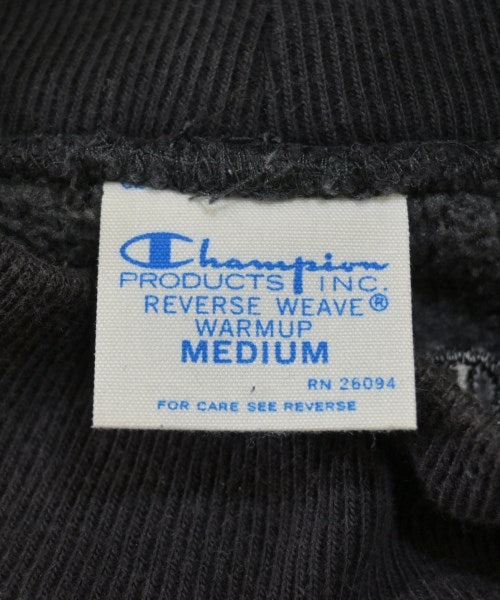 Champion
PRODUCTS INC.
REVERSE WEAVE®
WARMUP
MEDIUM
RN 26094
FOR CARE SEE REVERSE